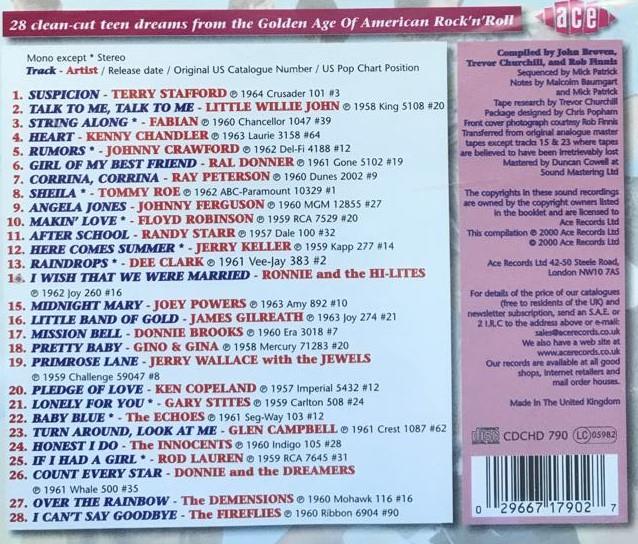 28 clean-cut teen dreams from the Golden Age Of American Rock'n'Roll
ace
Mono except * Stereo
Track - Artist / Release date / Original US Catalogue Number / US Pop Chart Position
1. SUSPICION - TERRY STAFFORD ℗ 1964 Crusader 101 #3
2. TALK TO ME, TALK TO ME - LITTLE WILLIE JOHN ℗ 1958 King 5108 #20
3. STRING ALONG * - FABIAN ℗ 1960 Chancellor 1047 #39
4. HEART - KENNY CHANDLER ℗ 1963 Laurie 3158 #64
5. RUMORS * - JOHNNY CRAWFORD ℗ 1962 Del-Fi 4188 #12
6. GIRL OF MY BEST FRIEND - RAL DONNER ℗ 1961 Gone 5102 #19
7. CORRINA, CORRINA - RAY PETERSON ℗ 1960 Dunes 2002 #9
8. SHEILA * - TOMMY ROE ℗ 1962 ABC-Paramount 10329 #1
9. ANGELA JONES - JOHNNY FERGUSON ℗ 1960 MGM 12855 #27
10. MAKIN' LOVE * - FLOYD ROBINSON ℗ 1959 RCA 7529 #20
11. AFTER SCHOOL - RANDY STARR ℗ 1957 Dale 100 #32
12. HERE COMES SUMMER * - JERRY KELLER ℗ 1959 Kapp 277 #14
13. RAINDROPS * - DEE CLARK ℗ 1961 Vee-Jay 383 #2
14. I WISH THAT WE WERE MARRIED - RONNIE and the HI-LITES
℗ 1962 Joy 260 #16
15. MIDNIGHT MARY - JOEY POWERS ℗ 1963 Amy 892 #10
16. LITTLE BAND OF GOLD - JAMES GILREATH ℗ 1963 Joy 274 #21
17. MISSION BELL - DONNIE BROOKS ℗ 1960 Era 3018 #7
18. PRETTY BABY - GINO & GINA ℗ 1958 Mercury 71283 #20
19. PRIMROSE LANE - JERRY WALLACE with the JEWELS
℗ 1959 Challenge 59047 #8
20. PLEDGE OF LOVE - KEN COPELAND ℗ 1957 Imperial 5432 #12
21. LONELY FOR YOU * - GARY STITES ℗ 1959 Carlton 508 #24
22. BABY BLUE * - The ECHOES ℗ 1961 Seg-Way 103 #12
23. TURN AROUND, LOOK AT ME - GLEN CAMPBELL ℗ 1961 Crest 1087 #62
24. HONEST I DO - The INNOCENTS ℗ 1960 Indigo 105 #28
25. IF I HAD A GIRL * - ROD LAUREN ℗ 1959 RCA 7645 #31
26. COUNT EVERY STAR - DONNIE and the DREAMERS
℗ 1961 Whale 500 #35
27. OVER THE RAINBOW - The DEMENSIONS ℗ 1960 Mohawk 116 #16
28. I CAN'T SAY GOODBYE - The FIREFLIES ℗ 1960 Ribbon 6904 #90
Compiled by John Broven,
Trevor Churchill, and Rob Finnis
Sequenced by Mick Patrick
Notes by Malcolm Baumgart
and Mick Patrick
Tape research by Trevor Churchill
Package designed by Chris Popham
Front cover photograph courtesy Rob Finnis
Transferred from original analogue master
tapes except tracks 15 & 23 where tapes
are believed to have been irretrievably lost
Mastered by Duncan Cowell at
Sound Mastering Ltd
The copyrights in these sound recordings
are owned by the copyright owners listed
in the booklet and are licensed to
Ace Records Ltd
This compilation ℗ 2000 Ace Records Ltd
© 2000 Ace Records Ltd
Ace Records Ltd 42-50 Steele Road,
London NW10 7AS
For details of the price of our catalogues
(free to residents of the UK) and
newsletter subscription, send an S.A.E. or
2 I.R.C to the address above or e-mail:
sales@acerecords.co.uk
We also have a web site at
www.acerecords.co.uk
Our records are available at all good
shops, Internet retailers and
mail order houses.
Made In The United Kingdom
CDCHD 790 LC 05982
0 29667 17902 7